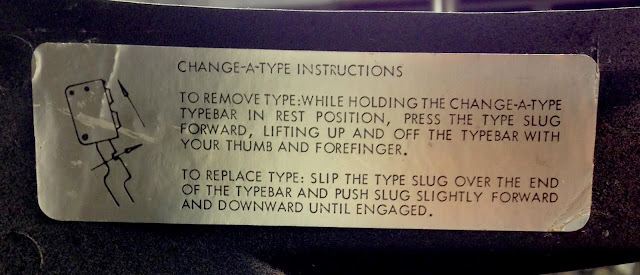 CHANGE-A-TYPE INSTRUCTIONS
TO REMOVE TYPE:WHILE HOLDING THE CHANGE-A-TYPE
TYPEBAR IN REST POSITION, PRESS THE TYPE SLUG
FORWARD, LIFTING UP AND OFF THE TYPEBAR WITH
YOUR THUMB AND FOREFINGER.
TO REPLACE TYPE: SLIP THE TYPE SLUG OVER THE END
OF THE TYPEBAR AND PUSH SLUG SLIGHTLY FORWARD
AND DOWNWARD UNTIL ENGAGED.